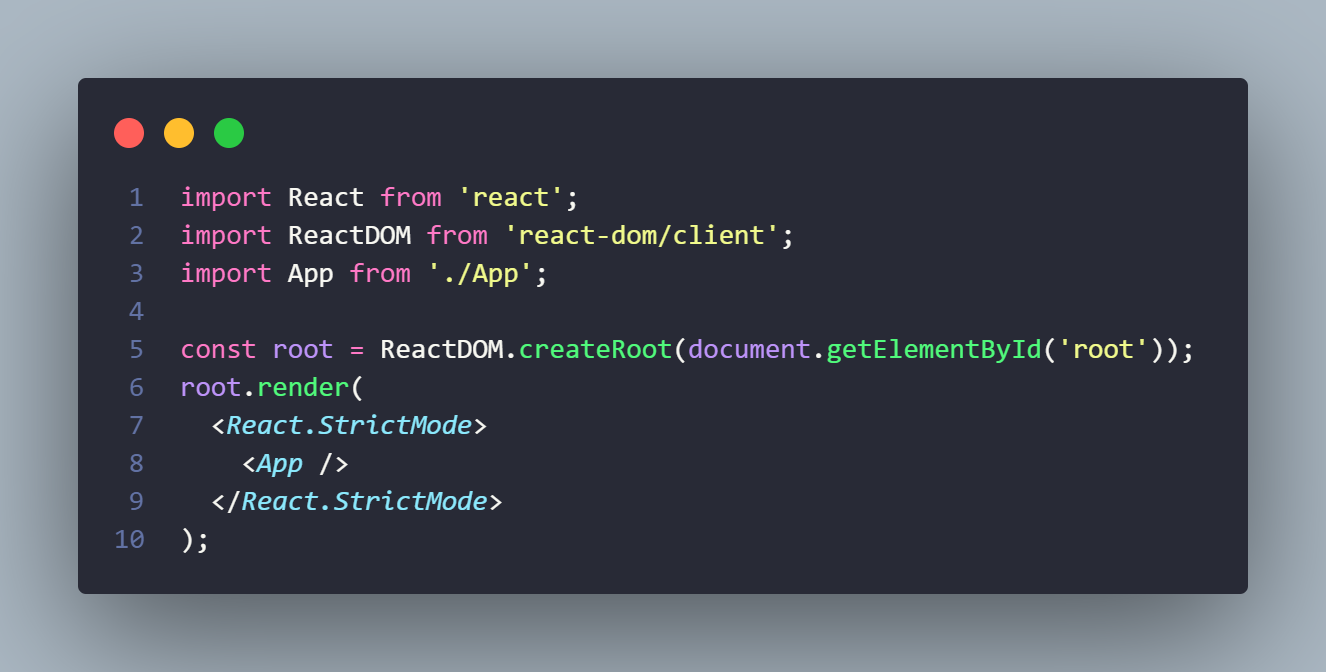 1 import React from 'react';
2 import ReactDOM from 'react-dom/client';
3 import App from './App';
4
5 const root = ReactDOM.createRoot(document.getElementById('root'));
6 root.render(
7   <React.StrictMode>
8     <App />
9   </React.StrictMode>
10 );